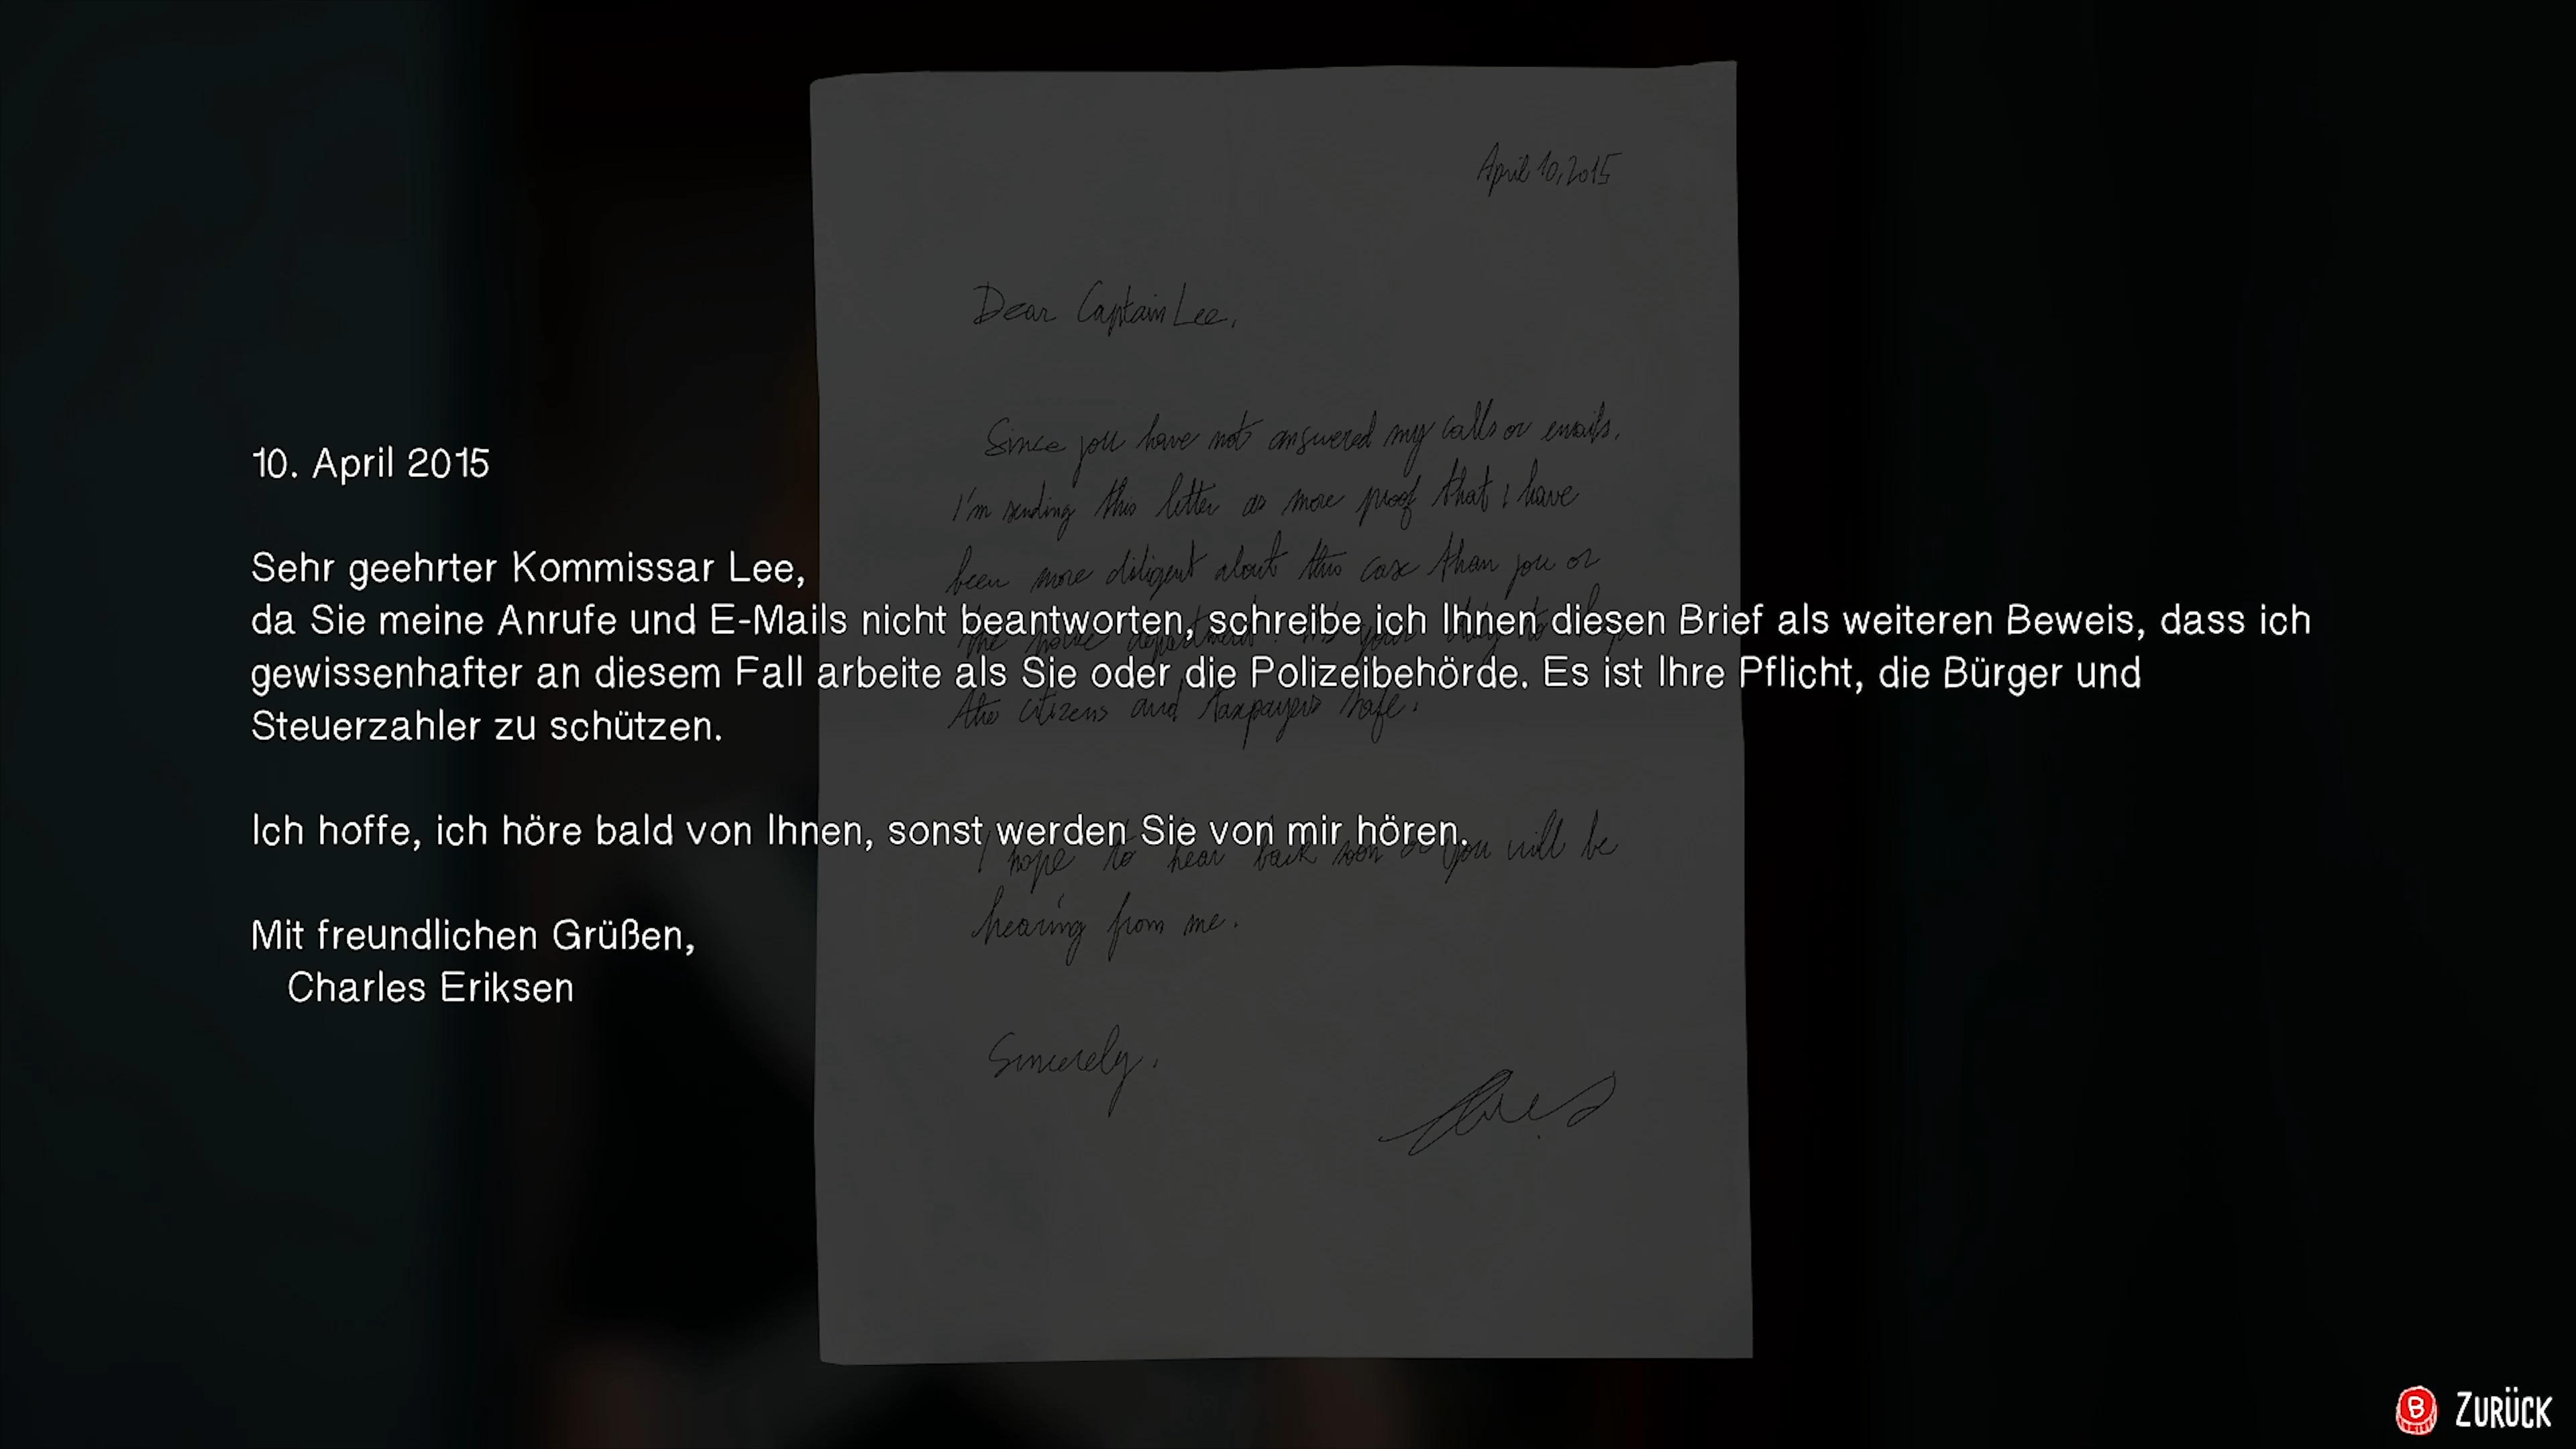 April 10, 2015
Dear Captain Lee,
Since you have not answered my calls or emails,
I'm sending this letter as more proof that I have
been more diligent about this case than you or
the police department. It's your
the citizens and taxpayers safe.
I hope to hear back soon or you will be
hearing from me.
Sincerely,
10. April 2015
Sehr geehrter Kommissar Lee,
da Sie meine Anrufe und E-Mails nicht beantworten, schreibe ich Ihnen diesen Brief als weiteren Beweis, dass ich
gewissenhafter an diesem Fall arbeite als Sie oder die Polizeibehörde. Es ist Ihre Pflicht, die Bürger und
Steuerzahler zu schützen.
Ich hoffe, ich höre bald von Ihnen, sonst werden Sie von mir hören.
Mit freundlichen Grüßen,
Charles Eriksen
B ZURÜCK